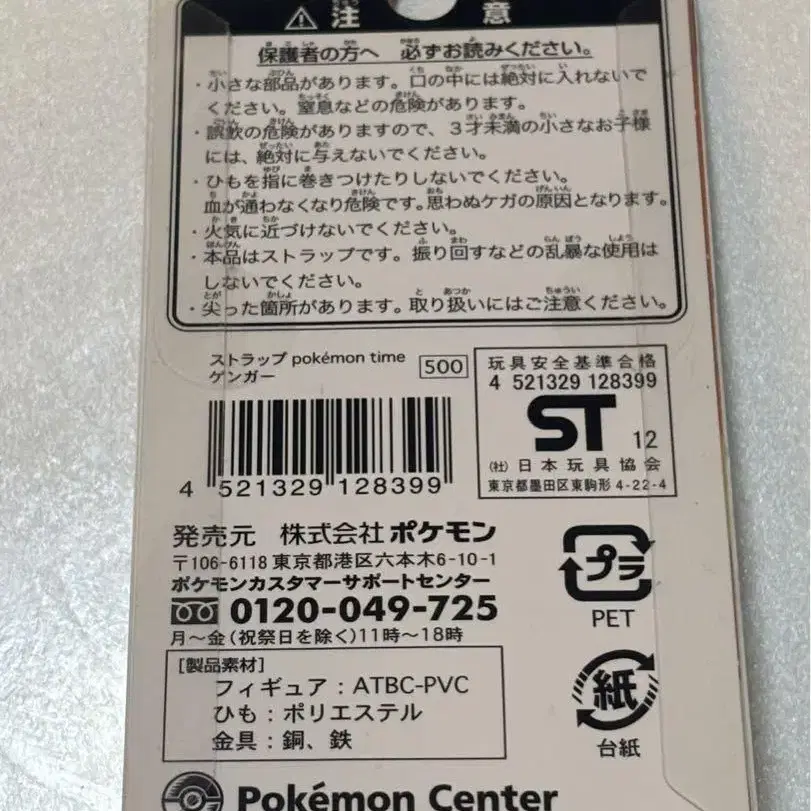 注 意
保護者の方へ 必ずお読みください。
・小さな部品があります。口の中には絶対に入れないで
ください。窒息などの危険があります。
・誤飲の危険がありますので、3才未満の小さなお子様
には、絶対に与えないでください。
・ひもを指に巻きつけたりしないでください。
血が通わなくなり危険です。思わぬケガの原因となります。
・火気に近づけないでください。
・本品はストラップです。振り回すなどの乱暴な使用は
しないでください。
・尖った箇所があります。取り扱いにはご注意ください。
ストラップ pokémon time
ケンガー
500
4 521329 128399
玩具安全基準合格
4 521329 128399
ST 12
(社)日本玩具協会
東京都墨田区東駒形4-22-4
発売元 株式会社 ポケモン
〒106-6118 東京都港区六本木6-10-1
ポケモンカスタマーサポートセンター
0120-049-725
月～金(祝祭日を除く)11時～18時
プラ
PET
紙
台紙
[製品素材]
フィギュア:ATBC-PVC
ひも:ポリエステル
金具:銅、鉄
Pokémon Center